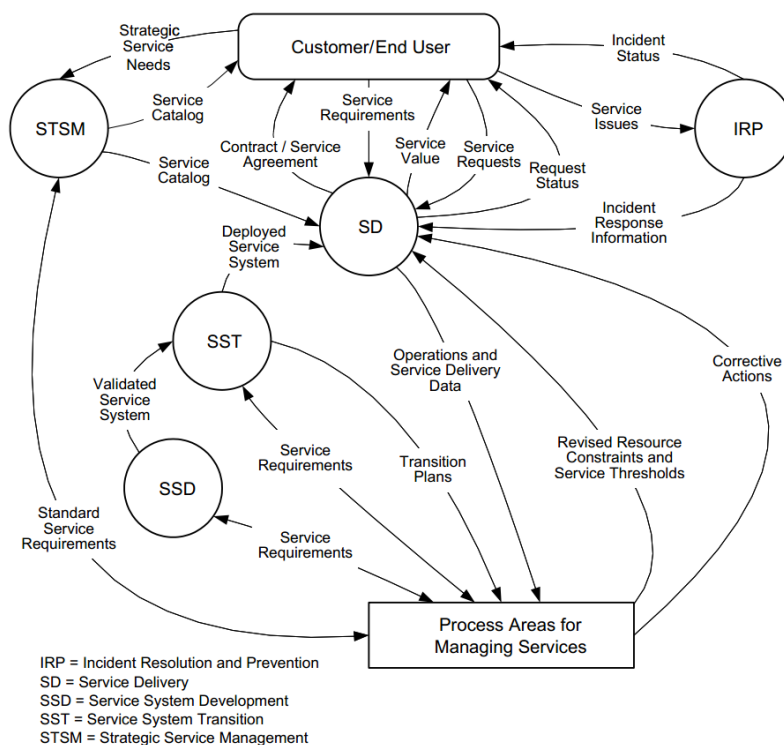 Strategic
Service
Needs
Customer/End User
Incident
Status
STSM
Service
Catalog
Service
Catalog
Contract / Service
Agreement
Service
Requirements
Service
Value
Service
Requests
Request
Status
Service
Issues
IRP
SD
Incident
Response
Information
Deployed
Service
System
SST
Validated
Service
System
Operations and
Service Delivery
Data
Corrective
Actions
SSD
Service
Requirements
Transition
Plans
Revised Resource
Constraints and
Service Thresholds
Standard
Service
Requirements
Service
Requirements
Process Areas for
Managing Services
IRP = Incident Resolution and Prevention
SD = Service Delivery
SSD = Service System Development
SST = Service System Transition
STSM = Strategic Service Management